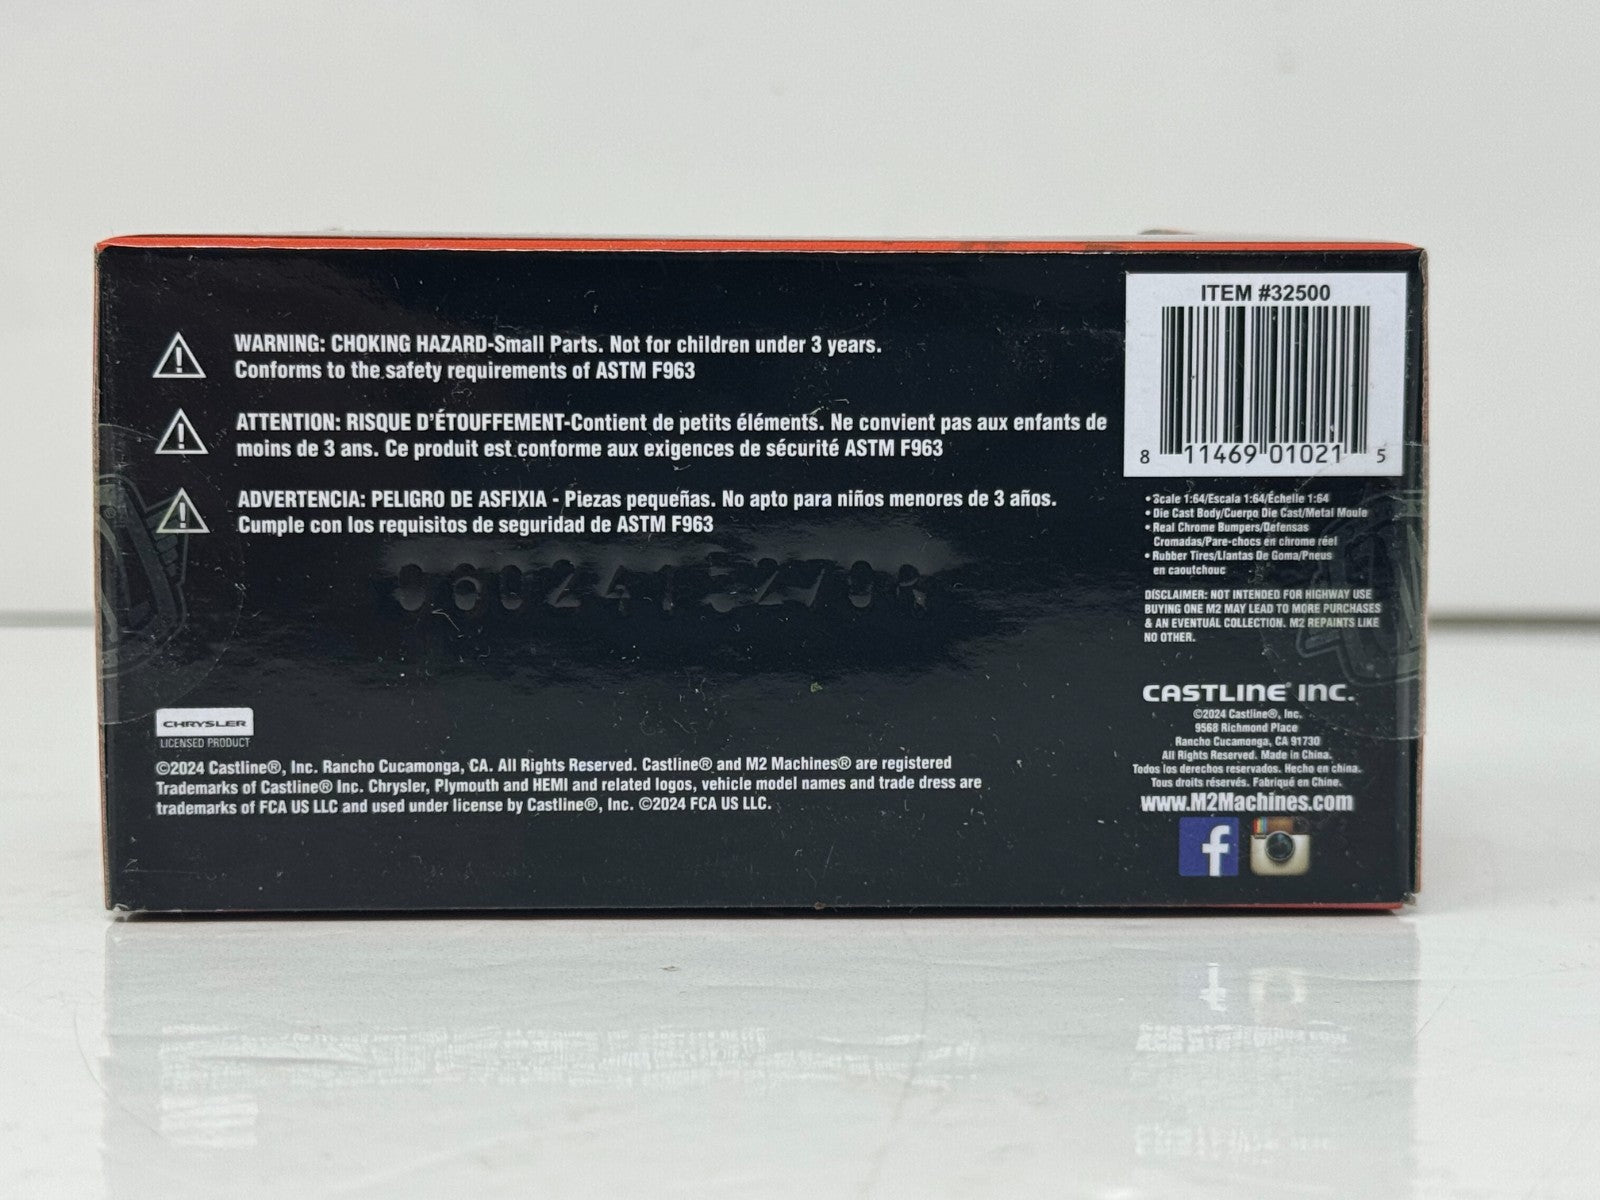 WARNING: CHOKING HAZARD-Small Parts. Not for children under 3 years.
Conforms to the safety requirements of ASTM F963
ATTENTION: RISQUE D'ÉTOUFFEMENT-Contient de petits éléments. Ne convient pas aux enfants de
moins de 3 ans. Ce produit est conforme aux exigences de sécurité ASTM F963
ADVERTENCIA: PELIGRO DE ASFIXIA - Piezas pequeñas. No apto para niños menores de 3 años.
Cumple con los requisitos de seguridad de ASTM F963
CHRYSLER
LICENSED PRODUCT
©2024 Castline®, Inc. Rancho Cucamonga, CA. All Rights Reserved. Castline® and M2 Machines® are registered
Trademarks of Castline® Inc. Chrysler, Plymouth and HEMI and related logos, vehicle model names and trade dress are
trademarks of FCA US LLC and used under license by Castline®, Inc. ©2024 FCA US LLC.
ITEM #32500
8 11469 01021 5
• Scale 1:64/Escala 1:64/Échelle 1:64
• Die Cast Body/Cuerpo Die Cast/Metal Moule
• Real Chrome Bumpers/Defensas
Cromadas/Pare-chocs en chrome réel
• Rubber Tires/Llantas De Goma/Pneus
en caoutchouc
DISCLAIMER: NOT INTENDED FOR HIGHWAY USE
BUYING ONE M2 MAY LEAD TO MORE PURCHASES
& AN EVENTUAL COLLECTION. M2 REPAINTS LIKE
NO OTHER.
CASTLINE® INC.
©2024 Castline®, Inc.
9568 Richmond Place
Rancho Cucamonga, CA 91730
All Rights Reserved. Made in China.
Todos los derechos reservados. Hecho en china.
Tous droits réservés. Fabriqué en Chine.
www.M2Machines.com
f